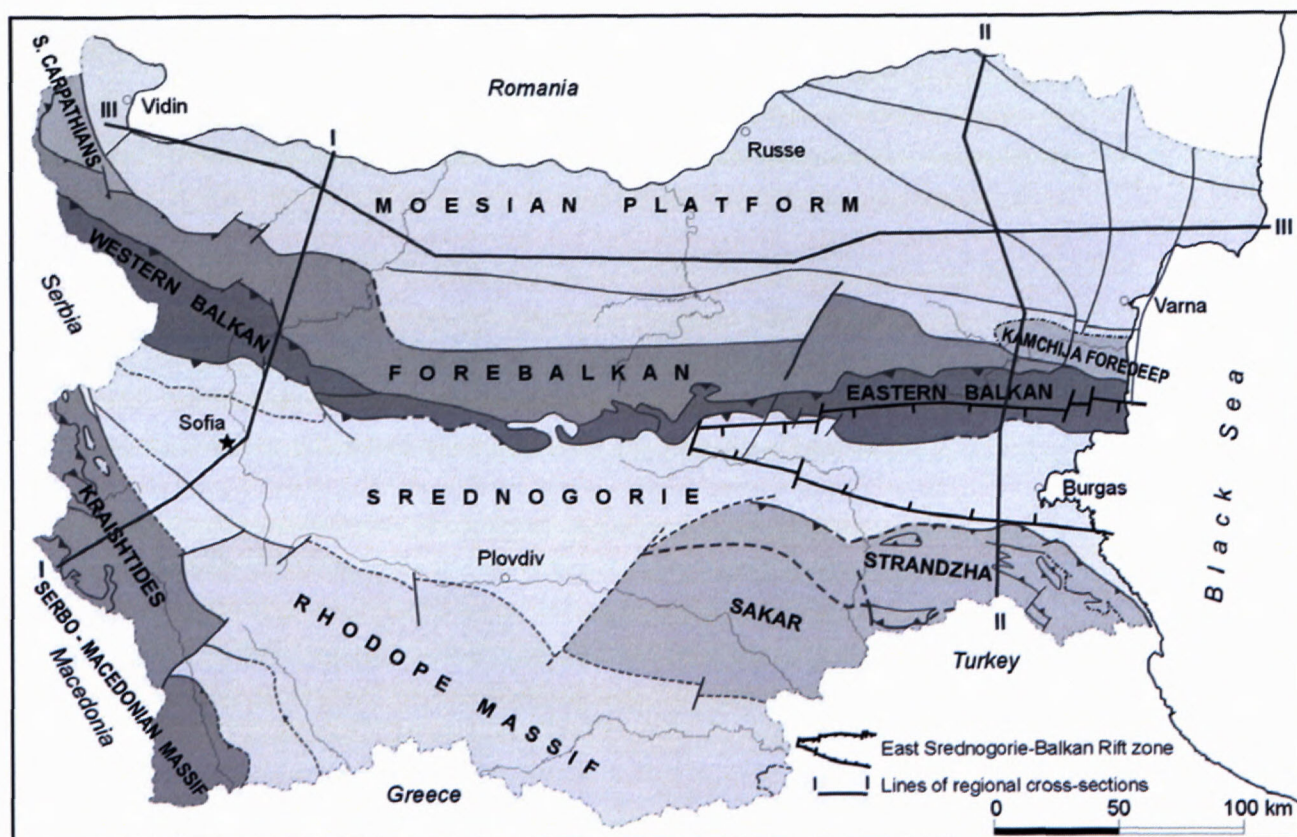 II
S. CARPATHIANS
Romania
III
Vidin
I
Russe
MOESIAN PLATFORM
III
WESTERN BALKAN
Serbia
Varna
KAMCHIJA FOREDEEP
FOREBALKAN
EASTERN BALKAN
Sofia
Black Sea
SREDNOGORIE
Burgas
KRAISHTIDES
Plovdiv
STRANDZHA
SAKAR
I
SERBO - MACEDONIAN MASSIF
Macedonia
RHODOPE MASSIF
II
Turkey
East Srednogorie-Balkan Rift zone
I I
Lines of regional cross-sections
Greece
0 50 100 km